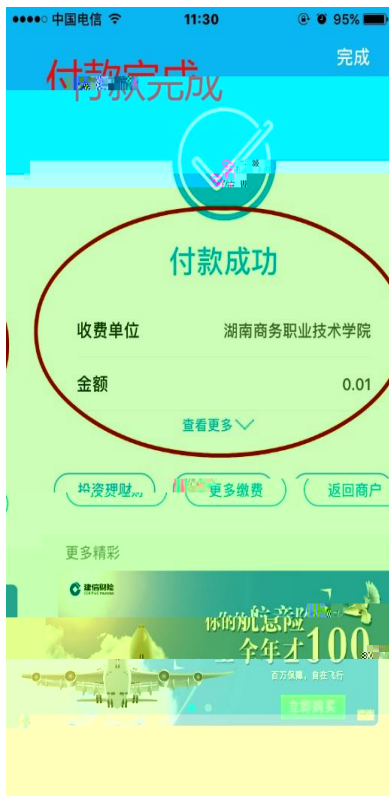 中国电信 11:30 95%
完成
付款完成
付款成功
收费单位 湖南商务职业技术学院
金额 0.01
查看更多
投资理财 更多缴费 返回商户
更多精彩
建信财险
你的航意险
全年才100
百万保障，自在飞行
立即购买